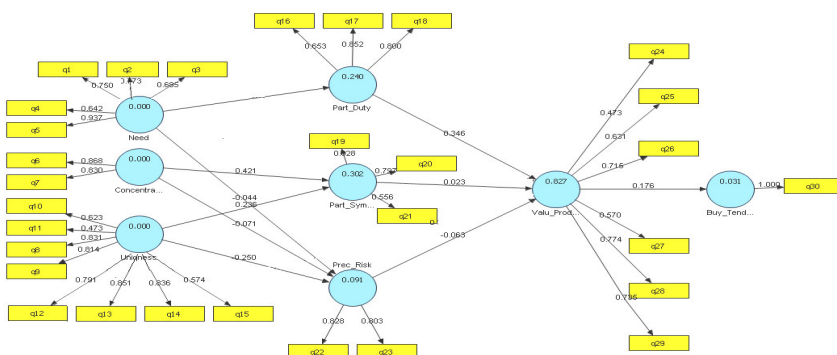 q16
q17
q18
q24
0.653
0.852
0.800
q1
q2
q3
0.750
0.695
0.240
Part_Duty
q25
0.473
0.631
q4
0.642
0.000
q5
0.937
Need
0.346
q26
0.715
q19
q6
0.868
0.000
0.421
0.797
q20
q7
0.830
Concentra...
0.302
0.827
0.176
0.031
1.000
q30
0.023
-0.044
0.236
Part_Sym...
0.556
q21
Valu_Prod...
Buy_Tend...
q10
0.623
q11
0.473
0.000
q8
0.831
-0.071
0.570
q27
q9
0.814
Uniqness...
-0.250
Prec_Risk
-0.063
0.774
0.791
0.851
0.836
0.574
0.091
q28
q12
q13
q14
q15
0.828
0.803
q22
q23
q29